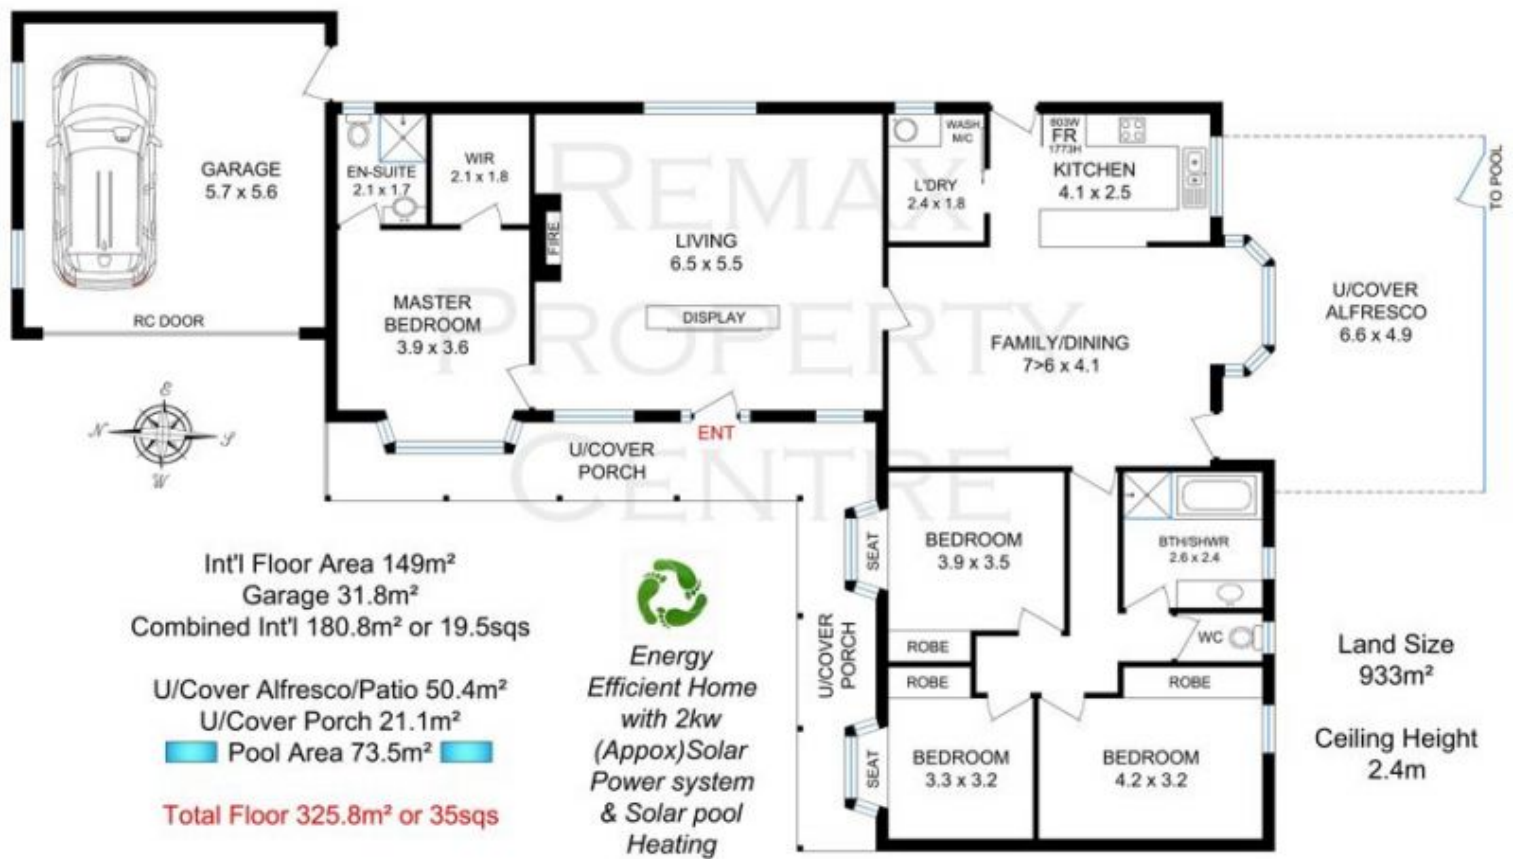 GARAGE
5.7 x 5.6
RC DOOR
EN-SUITE
2.1 x 1.7
WIR
2.1 x 1.8
MASTER
BEDROOM
3.9 x 3.6
FIRE
LIVING
6.5 x 5.5
DISPLAY
REMAX
PROPERTY
CENTRE
WASH
M/C
L'DRY
2.4 x 1.8
803W
FR
1773H
KITCHEN
4.1 x 2.5
FAMILY/DINING
7>6 x 4.1
U/COVER
ALFRESCO
6.6 x 4.9
TO POOL
E
N
S
W
U/COVER
PORCH
ENT
SEAT
BEDROOM
3.9 x 3.5
ROBE
BTH/SHWR
2.6 x 2.4
WC
ROBE
ROBE
U/COVER
PORCH
SEAT
BEDROOM
3.3 x 3.2
BEDROOM
4.2 x 3.2
Int'l Floor Area 149m²
Garage 31.8m²
Combined Int'l 180.8m² or 19.5sqs
U/Cover Alfresco/Patio 50.4m²
U/Cover Porch 21.1m²
Pool Area 73.5m²
Total Floor 325.8m² or 35sqs
Energy
Efficient Home
with 2kw
(Appox)Solar
Power system
& Solar pool
Heating
Land Size
933m²
Ceiling Height
2.4m